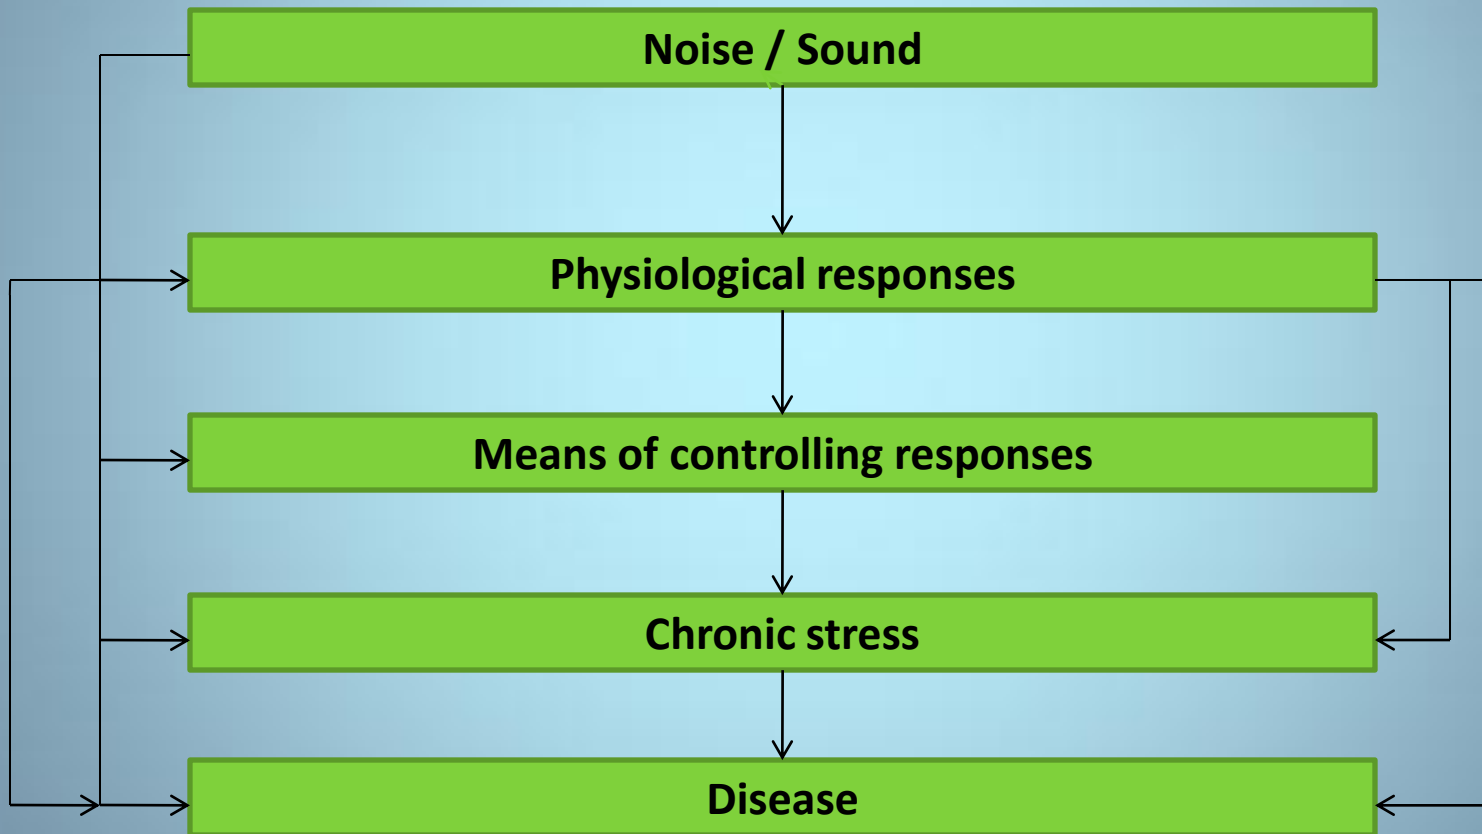 Noise / Sound
Physiological responses
Means of controlling responses
Chronic stress
Disease